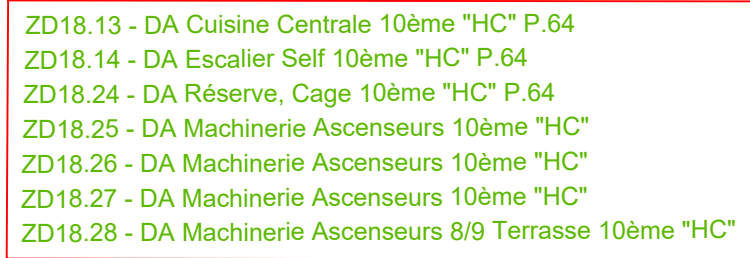 ZD18.13 - DA Cuisine Centrale 10ème "HC" P.64
ZD18.14 - DA Escalier Self 10ème "HC" P.64
ZD18.24 - DA Réserve, Cage 10ème "HC" P.64
ZD18.25 - DA Machinerie Ascenseurs 10ème "HC"
ZD18.26 - DA Machinerie Ascenseurs 10ème "HC"
ZD18.27 - DA Machinerie Ascenseurs 10ème "HC"
ZD18.28 - DA Machinerie Ascenseurs 8/9 Terrasse 10ème "HC"